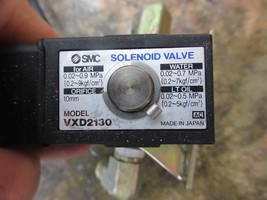 SMC SOLENOID VALVE
for AIR
0.02~0.9 MPa
(0.2~9kgf/cm²)
ORIFICE
10mm
WATER
0.02~0.7 MPa
(0.2~7kgf/cm²)
LT OIL
0.02~0.5 MPa
(0.2~5kgf/cm²)
MODEL
VXD2130
MADE IN JAPAN